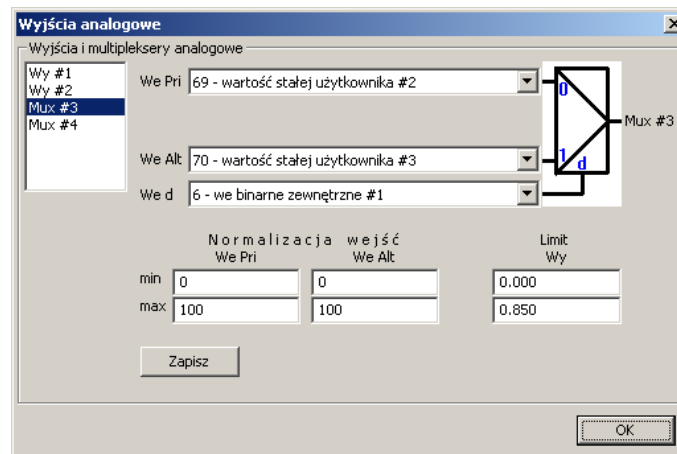 Wyjścia analogowe
Wyjścia i multipleksery analogowe
Wy #1
Wy #2
Mux #3
Mux #4
We Pri 69 - wartość stałej użytkownika #2
0
Mux #3
We Alt 70 - wartość stałej użytkownika #3
1
d
We d 6 - we binarne zewnętrzne #1
Normalizacja wejść Limit
We Pri We Alt Wy
min 0 0 0.000
max 100 100 0.850
Zapisz
OK